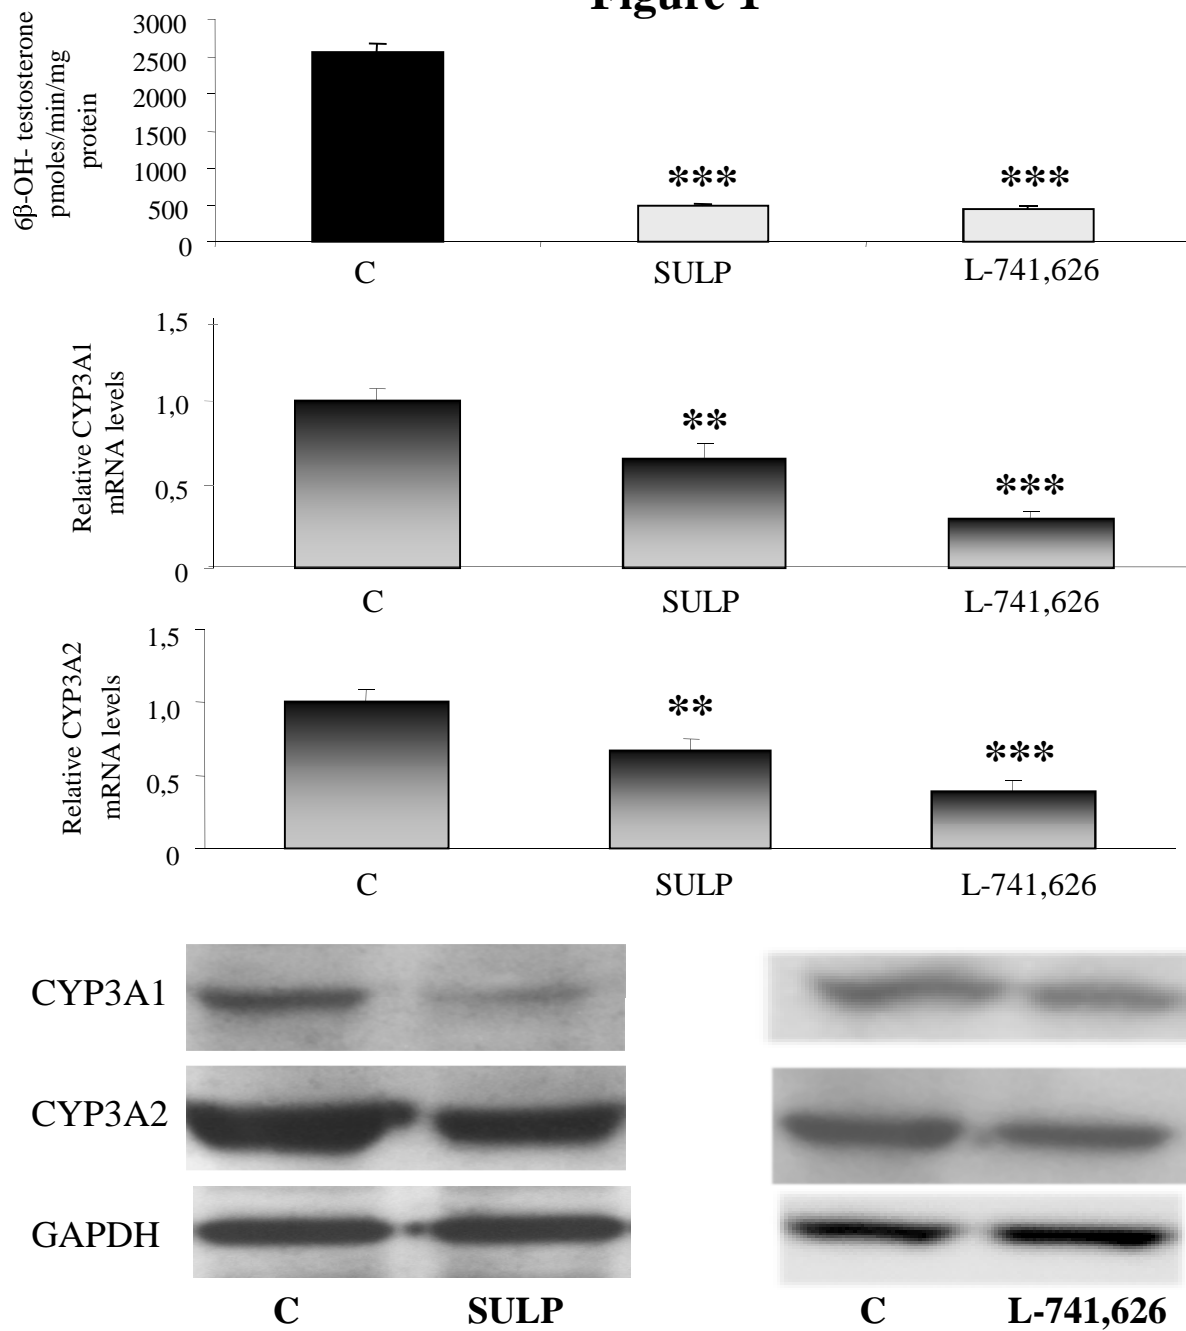 Figure 1
6β-OH- testosterone
pmoles/min/mg
protein
3000
2500
2000
1500
1000
500
0
***
***
C
SULP
L-741,626
Relative CYP3A1
mRNA levels
1,5
1,0
0,5
0
**
***
C
SULP
L-741,626
Relative CYP3A2
mRNA levels
1,5
1,0
0,5
0
**
***
C
SULP
L-741,626
CYP3A1
CYP3A2
GAPDH
C
SULP
C
L-741,626